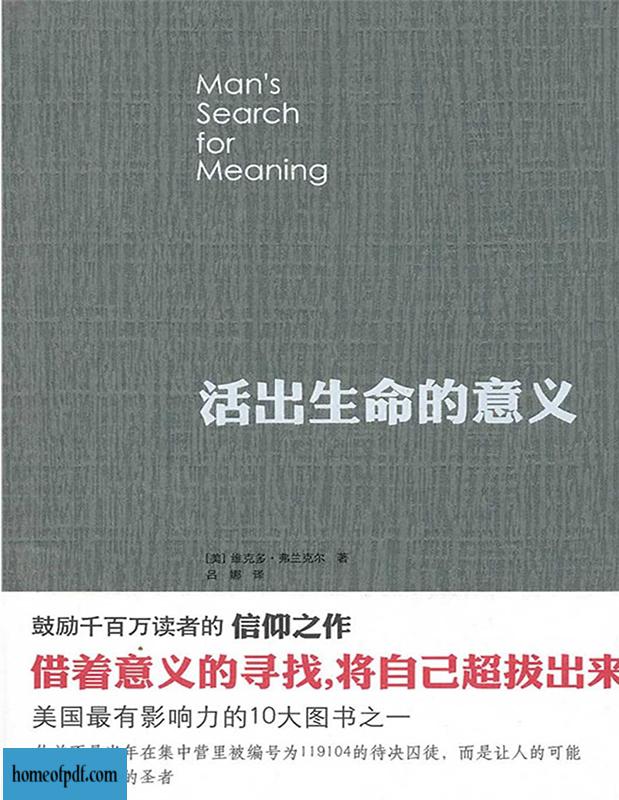 Man's
Search
for
Meaning
活出生命的意义
[美] 维克多·弗兰克尔 著
吕娜 译
鼓励千百万读者的 信仰之作
借着意义的寻找,将自己超拔出来
美国最有影响力的10大图书之一
年在集中营里被编号为119104的待决囚徒，而是让人的可能
的圣者
homeofpdf.com